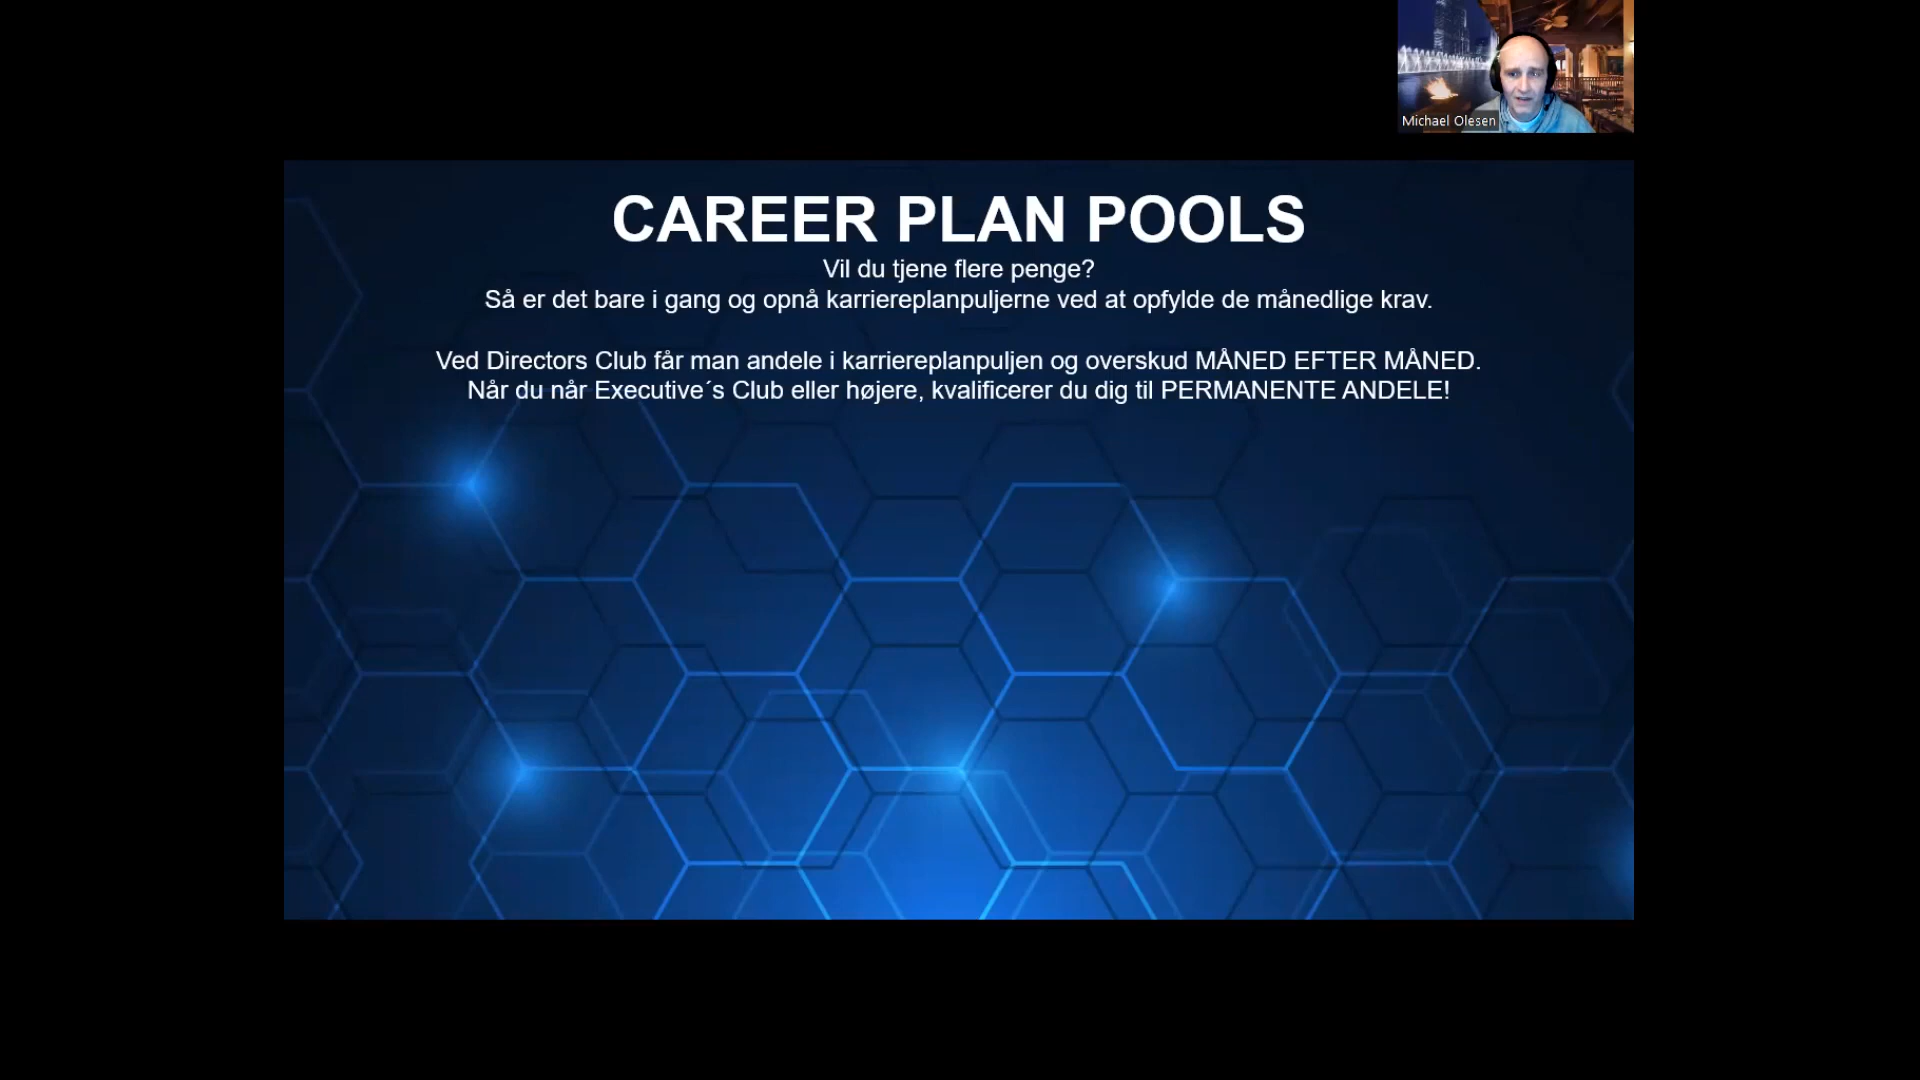 Michael Olesen
CAREER PLAN POOLS
Vil du tjene flere penge?
Så er det bare i gang og opnå karriereplanpuljerne ved at opfylde de månedlige krav.
Ved Directors Club får man andele i karriereplanpuljen og overskud MÅNED EFTER MÅNED.
Når du når Executive´s Club eller højere, kvalificerer du dig til PERMANENTE ANDELE!